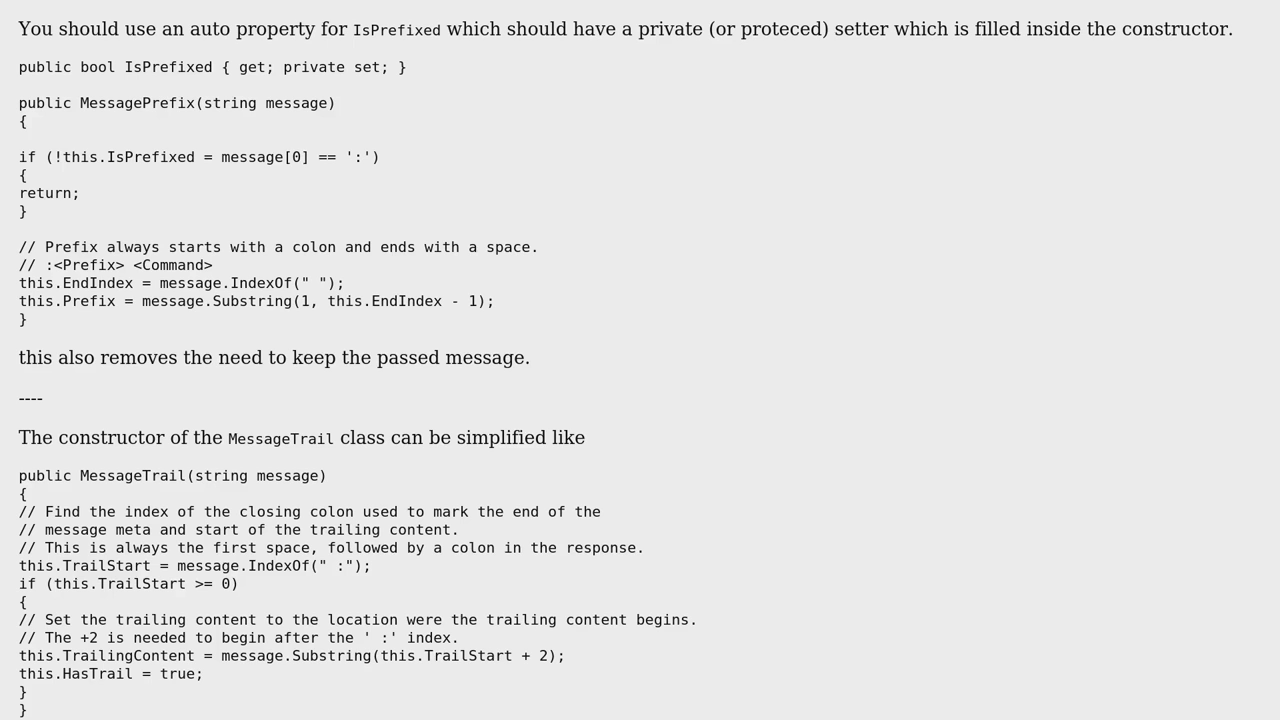 You should use an auto property for IsPrefixed which should have a private (or proteced) setter which is filled inside the constructor.
public bool IsPrefixed { get; private set; }
public MessagePrefix(string message)
{
if (!this.IsPrefixed = message[0] == ':')
{
return;
}
// Prefix always starts with a colon and ends with a space.
// :<Prefix> <Command>
this.EndIndex = message.IndexOf(" ");
this.Prefix = message.Substring(1, this.EndIndex - 1);
}
this also removes the need to keep the passed message.
----
The constructor of the MessageTrail class can be simplified like
public MessageTrail(string message)
{
// Find the index of the closing colon used to mark the end of the
// message meta and start of the trailing content.
// This is always the first space, followed by a colon in the response.
this.TrailStart = message.IndexOf(" :");
if (this.TrailStart >= 0)
{
// Set the trailing content to the location were the trailing content begins.
// The +2 is needed to begin after the ' :' index.
this.TrailingContent = message.Substring(this.TrailStart + 2);
this.HasTrail = true;
}
}